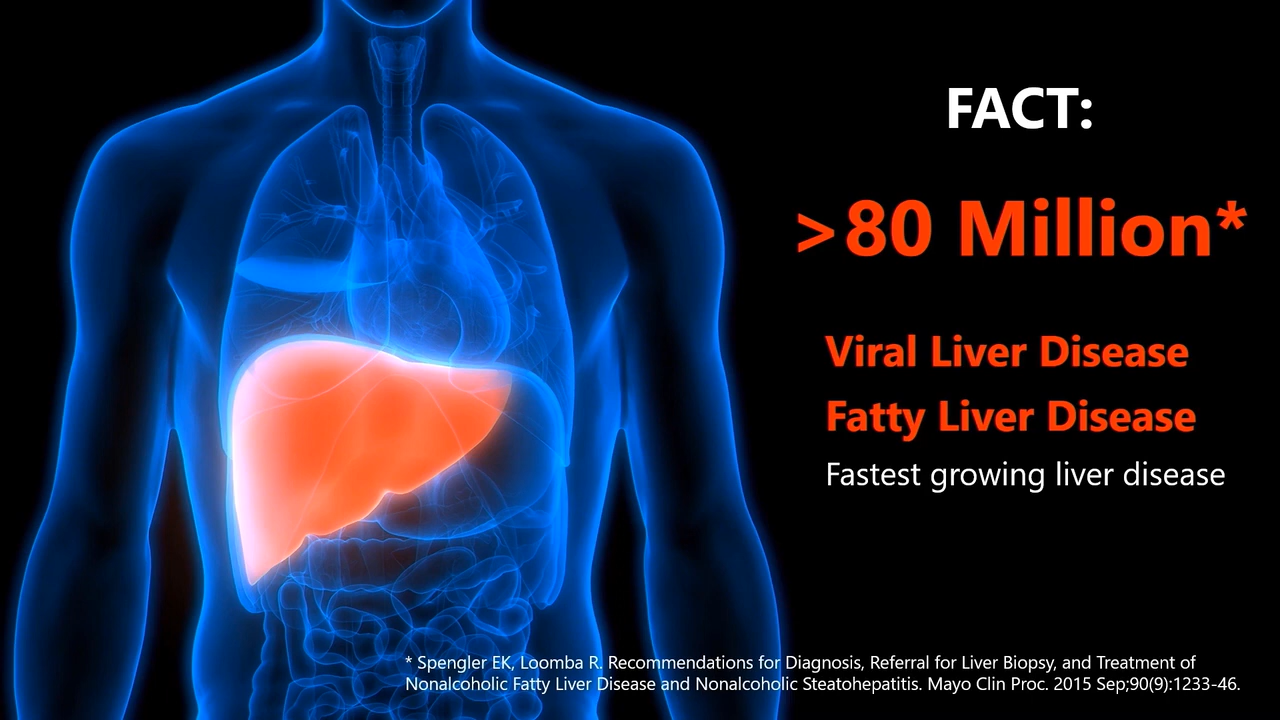 FACT:
>80 Million*
Viral Liver Disease
Fatty Liver Disease
Fastest growing liver disease
* Spengler EK, Loomba R. Recommendations for Diagnosis, Referral for Liver Biopsy, and Treatment of
Nonalcoholic Fatty Liver Disease and Nonalcoholic Steatohepatitis. Mayo Clin Proc. 2015 Sep;90(9):1233-46.